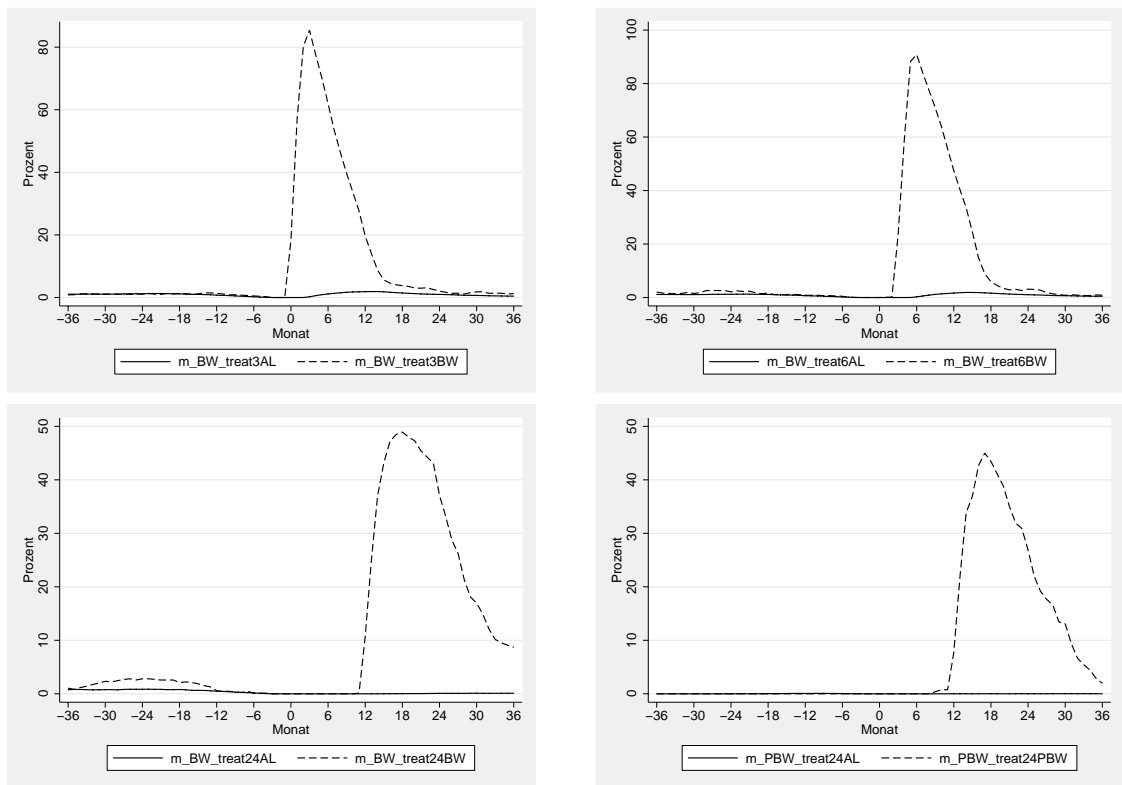 Prozent
0 20 40 60 80
−36 −30 −24 −18 −12 −6 0 6 12 18 24 30 36
Monat
m_BW_treat3AL m_BW_treat3BW
Prozent
0 20 40 60 80 100
−36 −30 −24 −18 −12 −6 0 6 12 18 24 30 36
Monat
m_BW_treat6AL m_BW_treat6BW
Prozent
0 10 20 30 40 50
−36 −30 −24 −18 −12 −6 0 6 12 18 24 30 36
Monat
m_BW_treat24AL m_BW_treat24BW
Prozent
0 10 20 30 40 50
−36 −30 −24 −18 −12 −6 0 6 12 18 24 30 36
Monat
m_PBW_treat24AL m_PBW_treat24PBW